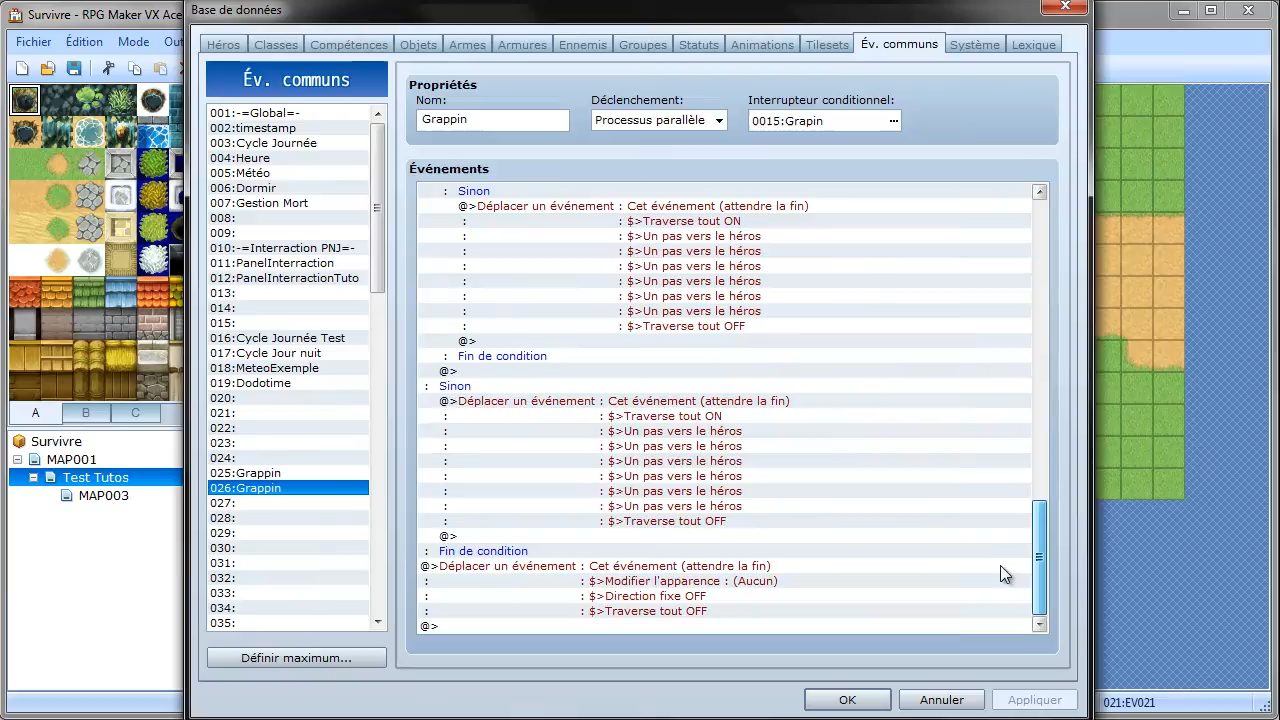 Survivre - RPG Maker VX Ace
Base de données
Fichier Édition Mode
Héros Classes Compétences Objets Armes Armures Ennemis Groupes Statuts Animations Tilesets Év. communs Système Lexique
Év. communs
001:-=Global=-
002:timestamp
003:Cycle Journée
004:Heure
005:Météo
006:Dormir
007:Gestion Mort
008:
009:
010:-=Interraction PNJ=-
011:PanelInterraction
012:PanelInterractionTuto
013:
014:
015:
016:Cycle Journée Test
017:Cycle Jour nuit
018:MeteoExemple
019:Dodotime
020:
021:
022:
023:
024:
025:Grappin
026:Grappin
027:
028:
029:
030:
031:
032:
033:
034:
035:
Définir maximum...
Propriétés
Nom: Déclenchement: Interrupteur conditionnel:
Grappin Processus parallèle 0015:Grapin ...
Événements
: Sinon
@>Déplacer un événement : Cet événement (attendre la fin)
: : $>Traverse tout ON
: : $>Un pas vers le héros
: : $>Un pas vers le héros
: : $>Un pas vers le héros
: : $>Un pas vers le héros
: : $>Un pas vers le héros
: : $>Un pas vers le héros
: : $>Traverse tout OFF
@>
: Fin de condition
@>
: Sinon
@>Déplacer un événement : Cet événement (attendre la fin)
: : $>Traverse tout ON
: : $>Un pas vers le héros
: : $>Un pas vers le héros
: : $>Un pas vers le héros
: : $>Un pas vers le héros
: : $>Un pas vers le héros
: : $>Un pas vers le héros
: : $>Traverse tout OFF
@>
: Fin de condition
@>Déplacer un événement : Cet événement (attendre la fin)
: : $>Modifier l'apparence : (Aucun)
: : $>Direction fixe OFF
: : $>Traverse tout OFF
@>
A B C
Survivre
MAP001
Test Tutos
MAP003
OK Annuler Appliquer
021:EV021